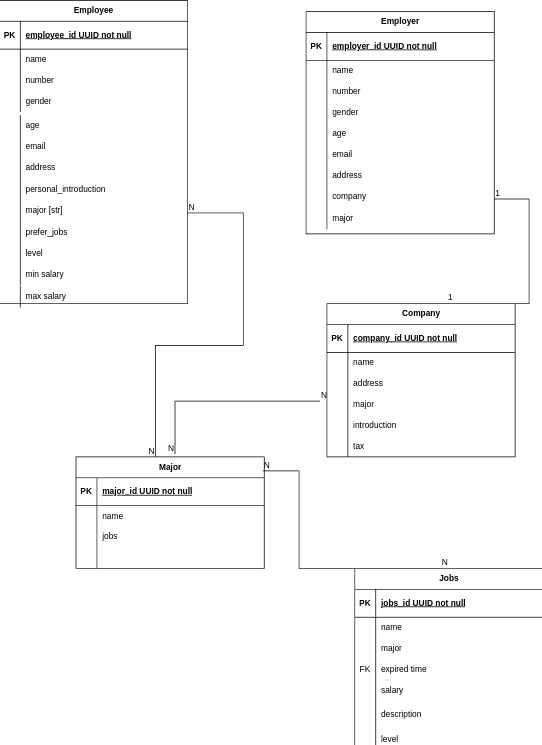 Employee
PK employee_id UUID not null
name
number
gender
age
email
address
personal_introduction
major [str]
prefer_jobs
level
min salary
max salary
N
Employer
PK employer_id UUID not null
name
number
gender
age
email
address
company
major
1
1
Company
PK company_id UUID not null
name
address
major
introduction
tax
N
N
N
Major
PK major_id UUID not null
name
jobs
N
N
Jobs
PK jobs_id UUID not null
name
major
FK expired time
salary
description
level